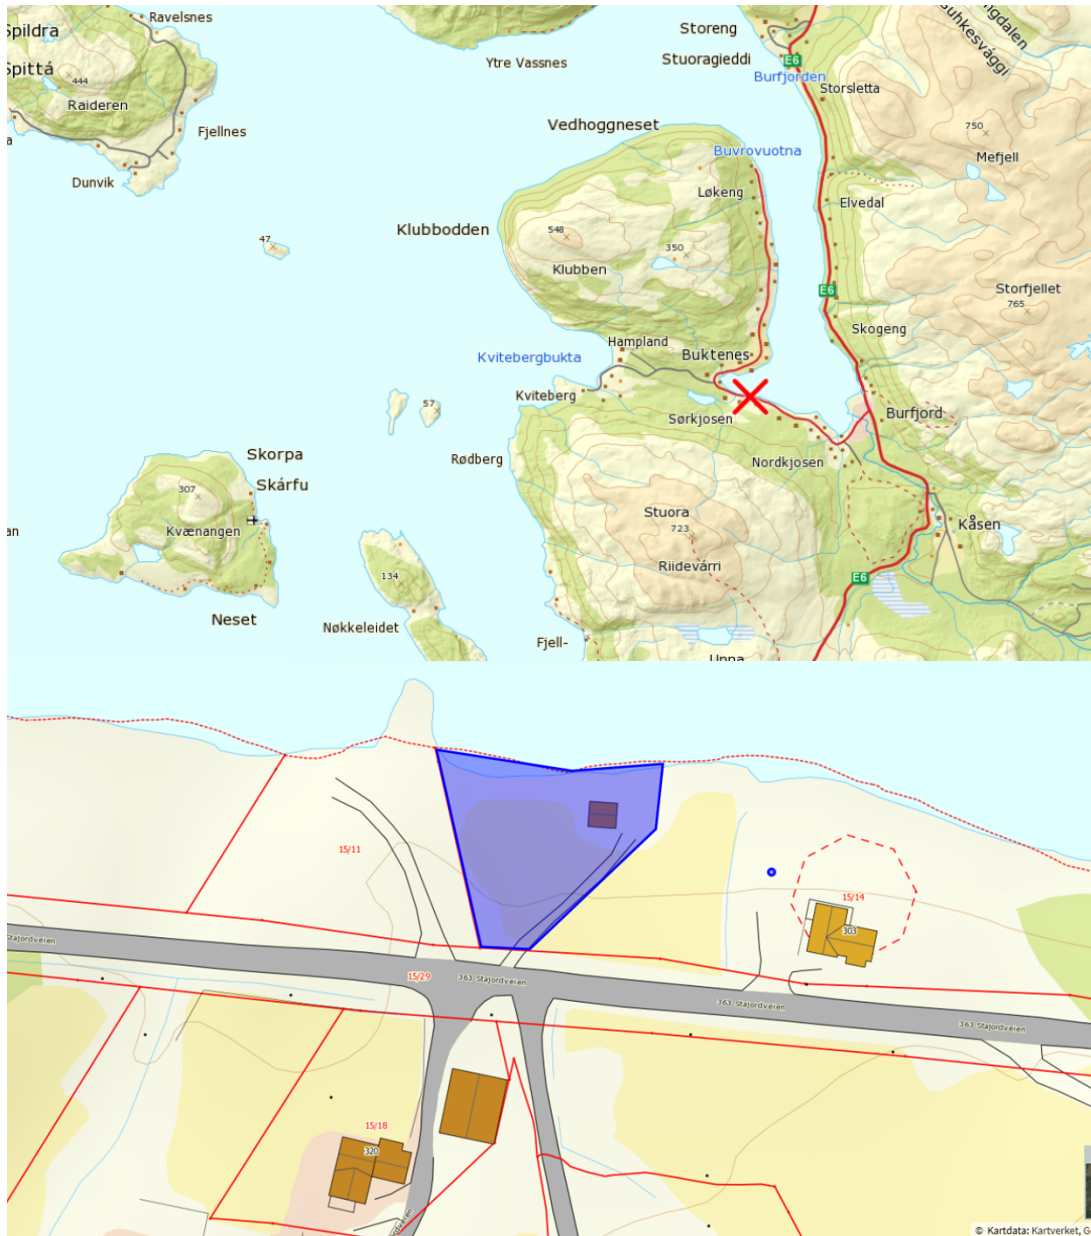 Ravelsnes
Spildra
Spittá
444
Raideren
Fjellnes
Dunvik
a
Ytre Vassnes
Storeng
Stuoragieddi
E6
Burfjorden
Storsletta
750
Mefjell
Vedhoggneset
Buvrovuotna
Løkeng
Elvedal
Klubbodden
47
548
350
Klubben
E6
Storfjellet
765
Skogeng
Hampland
Kvitebergbukta
Buktenes
Kviteberg
57
Sørkjosen
Burfjord
Rødberg
Nordkjosen
Skorpa
Skárfu
307
Kvænangen
an
Stuora
723
Riidevárri
Kåsen
E6
134
Neset
Nøkkeleidet
Fjell-
15/11
15/14
303
Stajordveien
15/29
363 Stajordveien
363 Stajordveien
363 Stajordveien
15/18
320
Stajordveien
© Kartdata: Kartverket, G